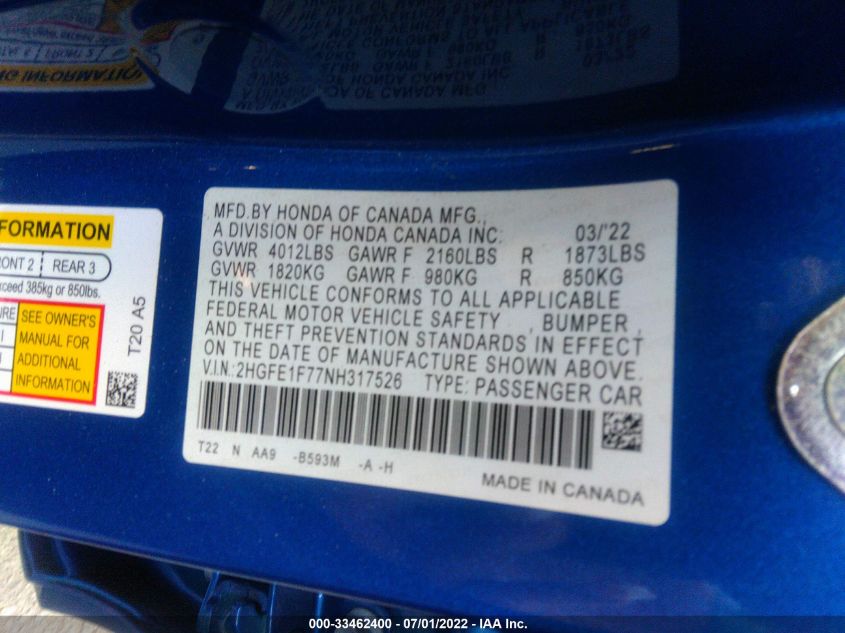 MFD.BY HONDA OF CANADA MFG.,
A DIVISION OF HONDA CANADA INC. 03/'22
GVWR 4012LBS GAWR F 2160LBS R 1873LBS
GVWR 1820KG GAWR F 980KG R 850KG
THIS VEHICLE CONFORMS TO ALL APPLICABLE
FEDERAL MOTOR VEHICLE SAFETY , BUMPER ,
AND THEFT PREVENTION STANDARDS IN EFFECT
ON THE DATE OF MANUFACTURE SHOWN ABOVE.
V.I.N.:2HGFE1F77NH317526 TYPE: PASSENGER CAR
T22 N AA9 -B593M -A -H
MADE IN CANADA
FORMATION
FRONT 2 REAR 3
exceed 385kg or 850lbs.
SEE OWNER'S
MANUAL FOR
ADDITIONAL
INFORMATION
T20 A5
000-33462400 - 07/01/2022 - IAA Inc.